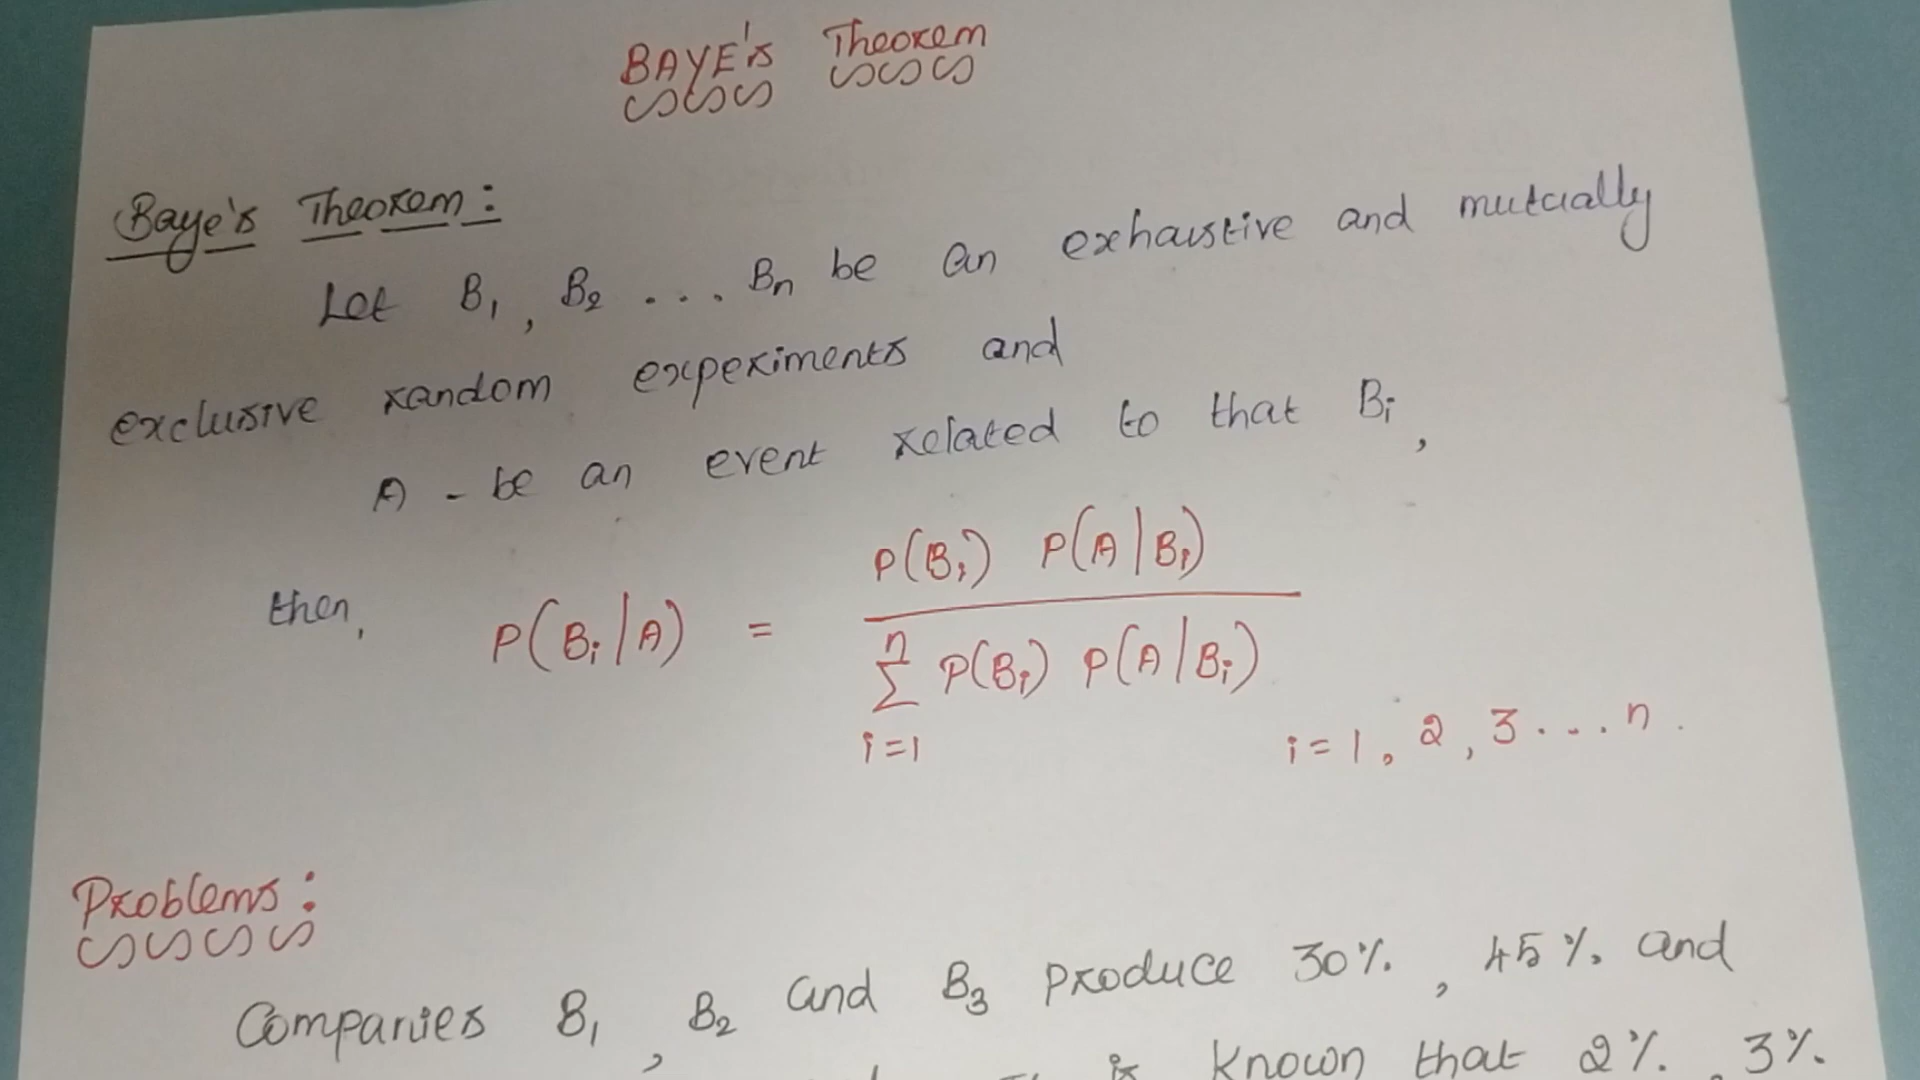 BAYE's Theorem
Baye's Theorem:
Let B1, B2 ... Bn be an exhaustive and mutually
exclusive random experiments and
A - be an event related to that Bi,
then, P(Bi/A) = P(Bi) P(A/Bi)
n
∑ P(Bi) P(A/Bi)
i=1
i=1, 2, 3....n.
Problems:
Companies B1, B2 and B3 produce 30%, 45% and
is known that 2%, 3%